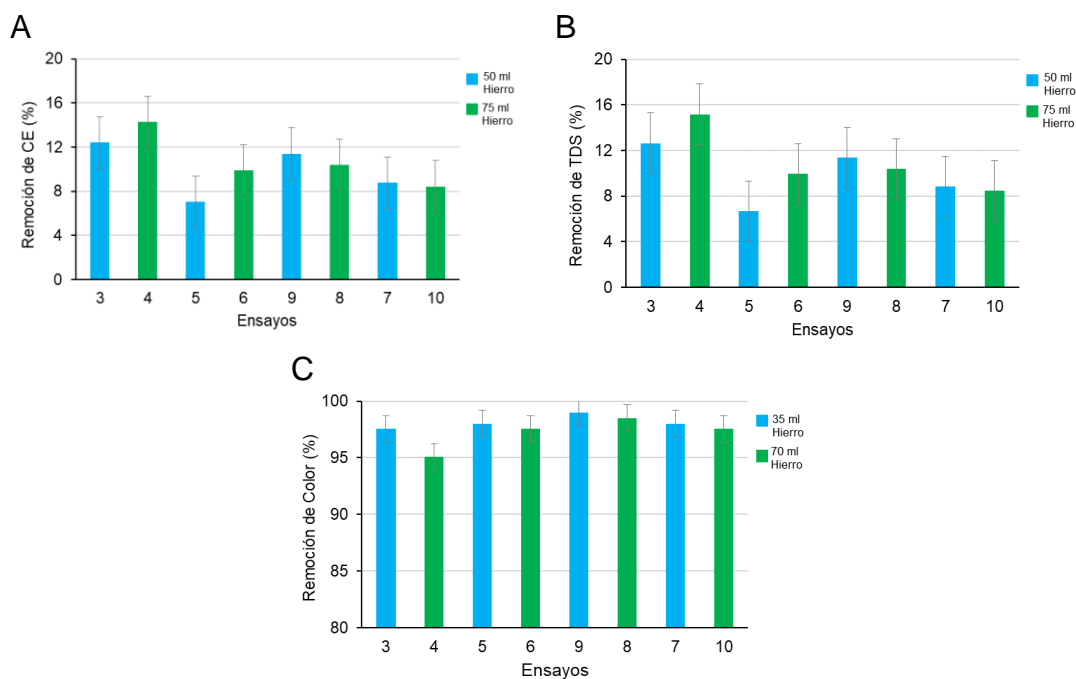 A
Remoción de CE (%)
20
16
12
8
4
0
3 4 5 6 9 8 7 10
Ensayos
50 ml
Hierro
75 ml
Hierro
B
Remoción de TDS (%)
20
16
12
8
4
0
3 4 5 6 9 8 7 10
Ensayos
50 ml
Hierro
75 ml
Hierro
C
Remoción de Color (%)
100
95
90
85
80
3 4 5 6 9 8 7 10
Ensayos
35 ml
Hierro
70 ml
Hierro